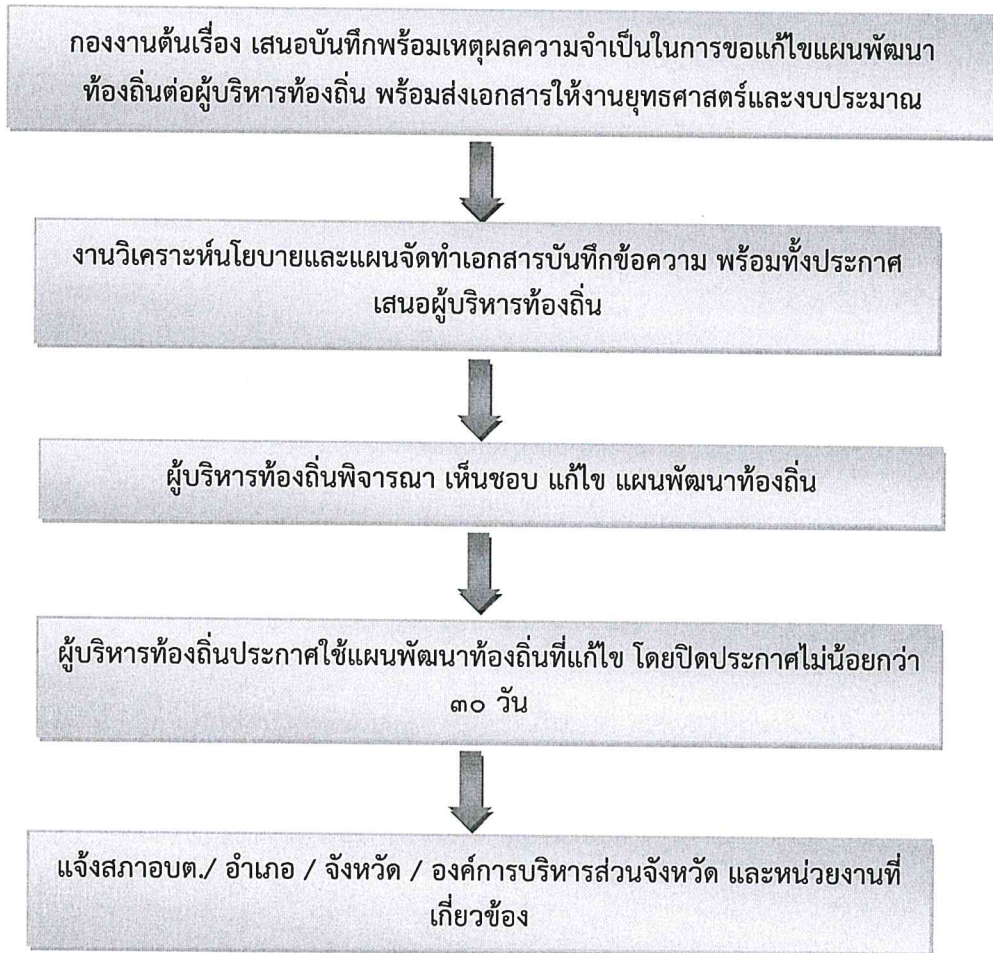 กองงานต้นเรื่อง เสนอบันทึกพร้อมเหตุผลความจำเป็นในการขอแก้ไขแผนพัฒนา
ท้องถิ่นต่อผู้บริหารท้องถิ่น พร้อมส่งเอกสารให้งานยุทธศาสตร์และงบประมาณ
งานวิเคราะห์นโยบายและแผนจัดทำเอกสารบันทึกข้อความ พร้อมทั้งประกาศ
เสนอผู้บริหารท้องถิ่น
ผู้บริหารท้องถิ่นพิจารณา เห็นชอบ แก้ไข แผนพัฒนาท้องถิ่น
ผู้บริหารท้องถิ่นประกาศใช้แผนพัฒนาท้องถิ่นที่แก้ไข โดยปิดประกาศไม่น้อยกว่า
๓๐ วัน
แจ้งสภาอบต./ อำเภอ / จังหวัด / องค์การบริหารส่วนจังหวัด และหน่วยงานที่
เกี่ยวข้อง